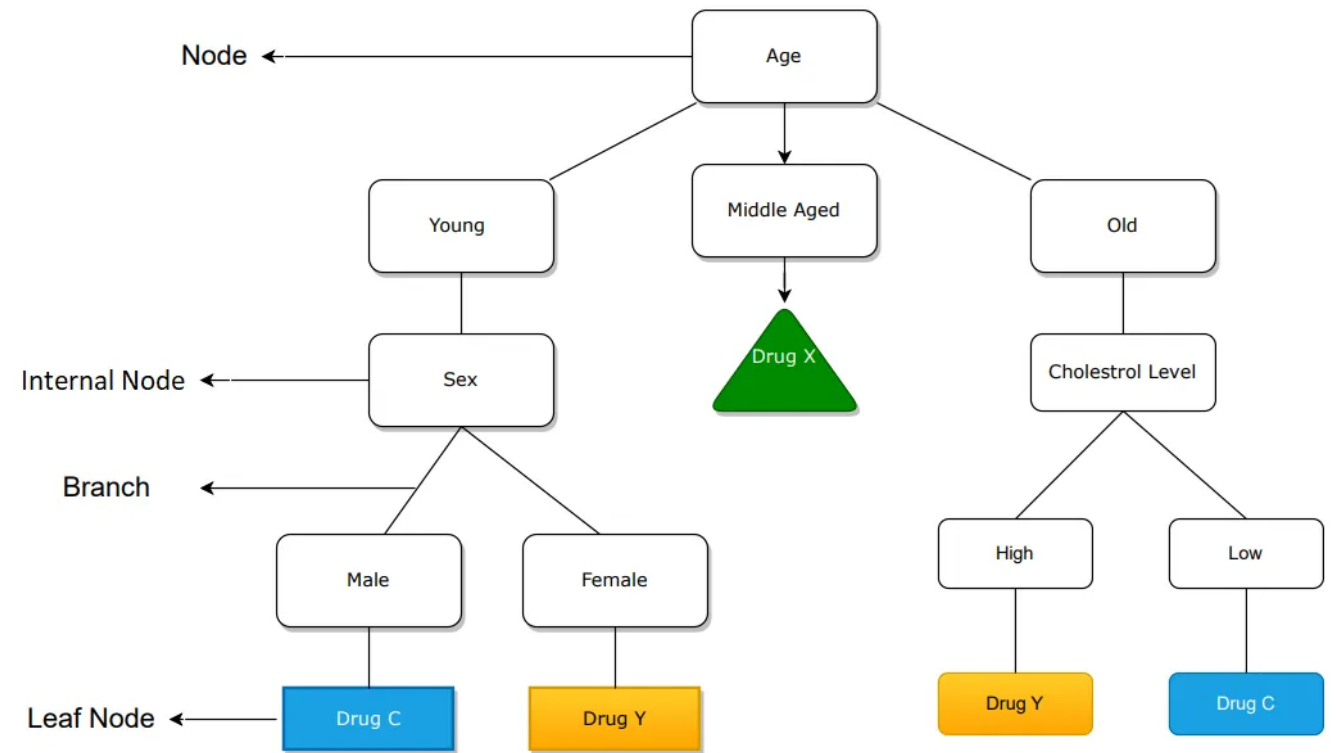 Node
Age
Young
Middle Aged
Old
Drug X
Internal Node
Sex
Cholestrol Level
Branch
Male
Female
High
Low
Leaf Node
Drug C
Drug Y
Drug Y
Drug C